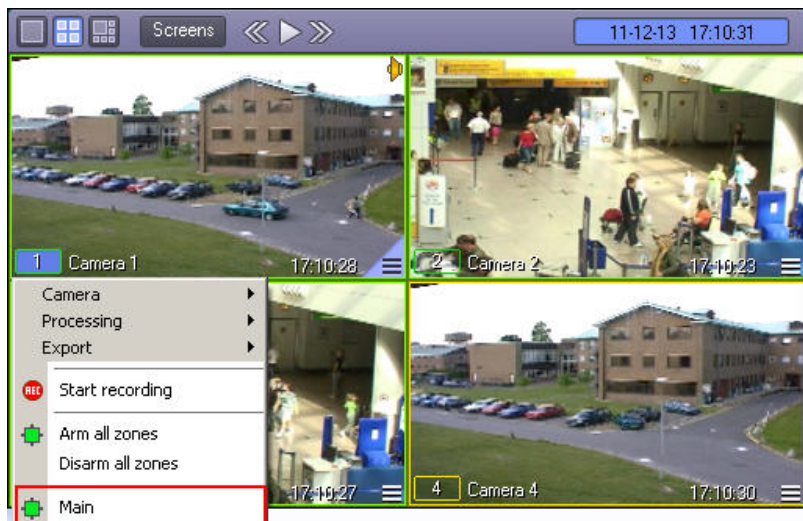 Screens
11-12-13 17:10:31
1 Camera 1 17:10:28
2 Camera 2 17:10:23
Camera
Processing
Export
REC Start recording
Arm all zones
Disarm all zones
Main
17:10:27
4 Camera 4 17:10:30